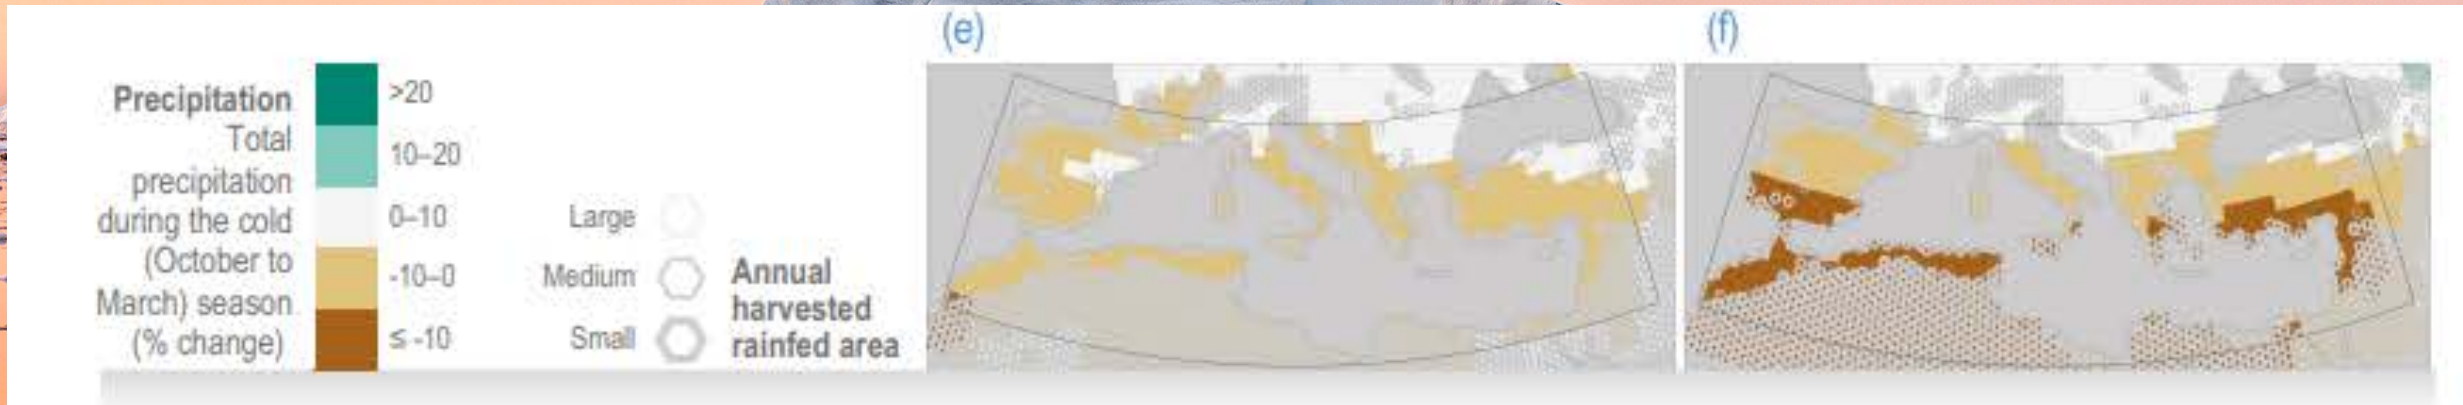 (e)
(f)
Precipitation
Total
precipitation
during the cold
(October to
March) season
(% change)
>20
10–20
0–10
-10–0
≤ -10
Large
Medium
Small
Annual
harvested
rainfed area